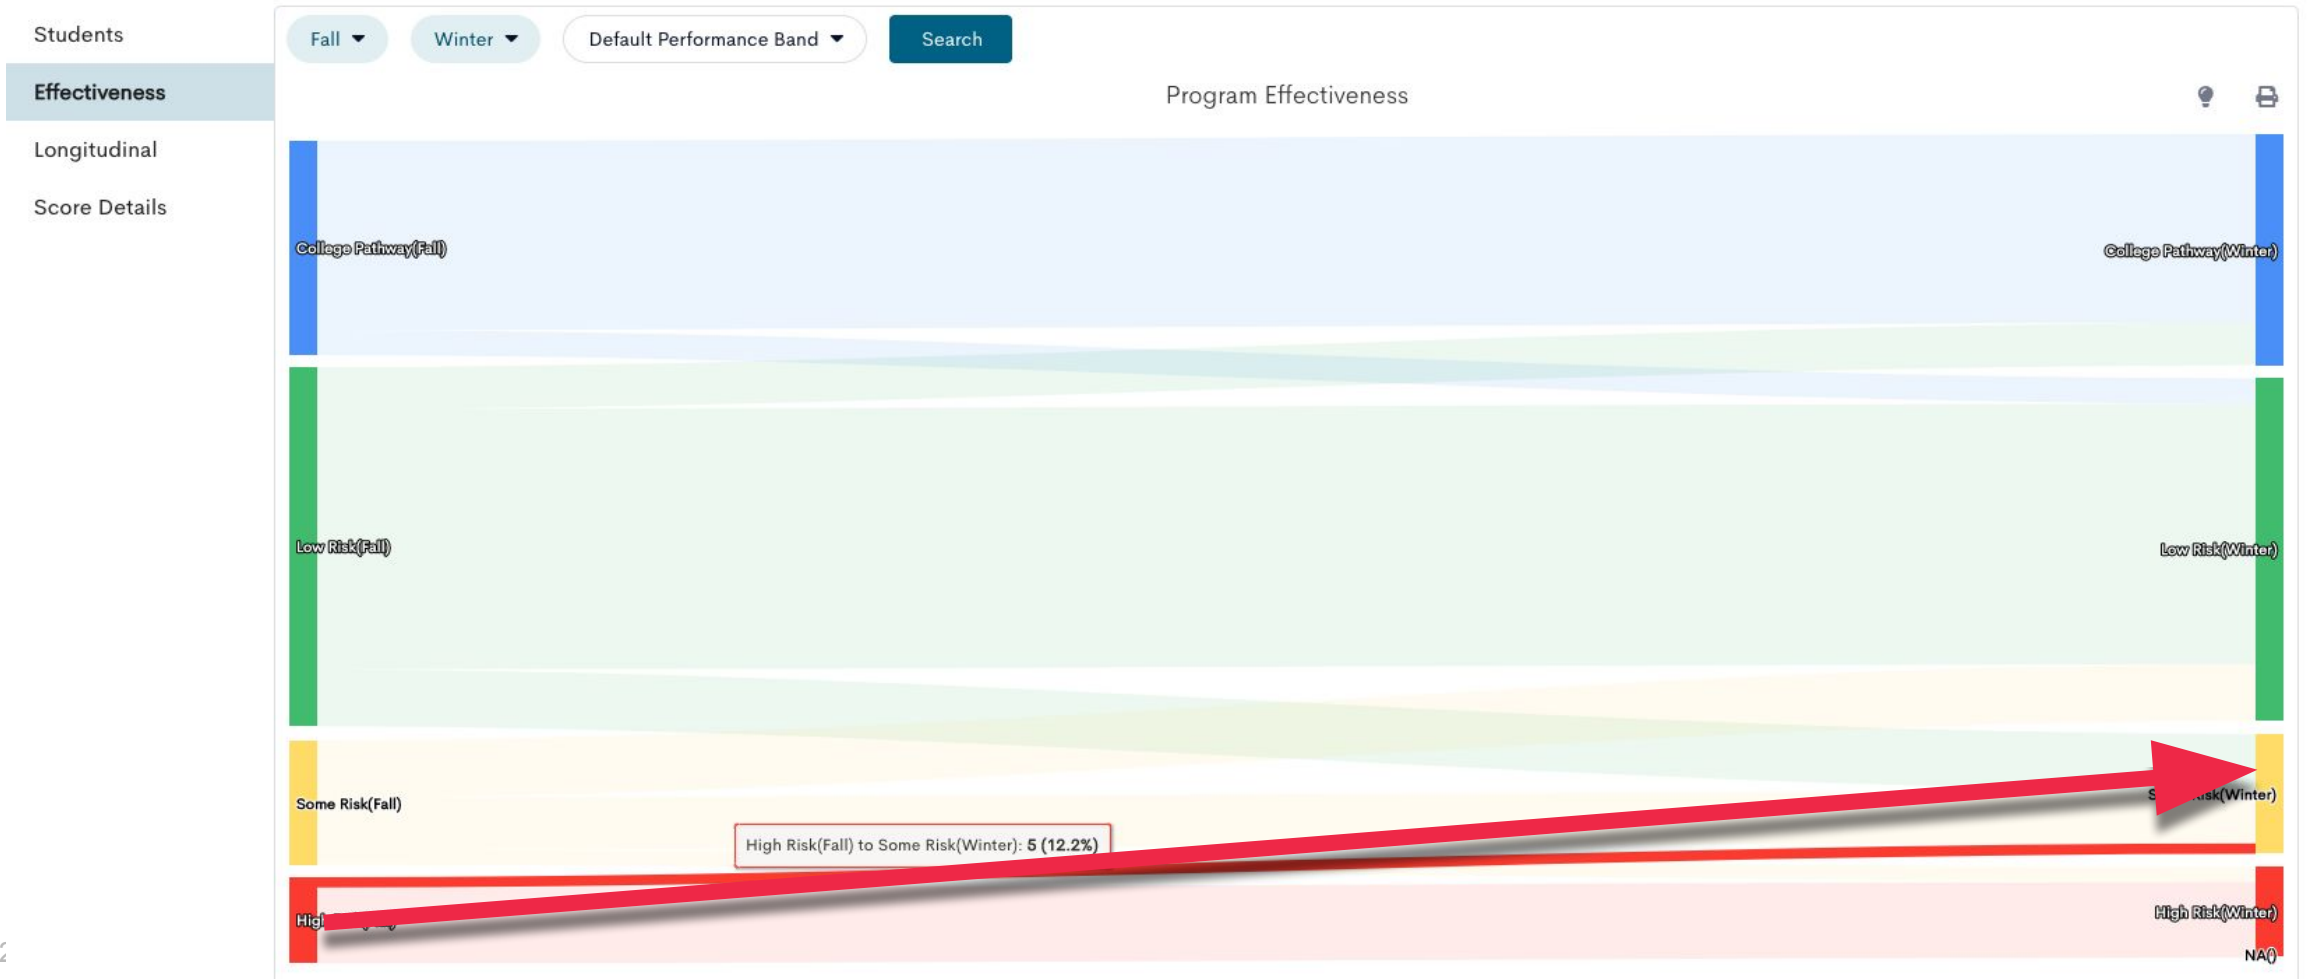 Students
Effectiveness
Longitudinal
Score Details
Fall Winter Default Performance Band Search
Program Effectiveness
College Pathway(Fall)
College Pathway(Winter)
Low Risk(Fall)
Low Risk(Winter)
Some Risk(Fall)
Risk(Winter)
High Risk(Fall) to Some Risk(Winter): 5 (12.2%)
High Risk(Winter)
NA()